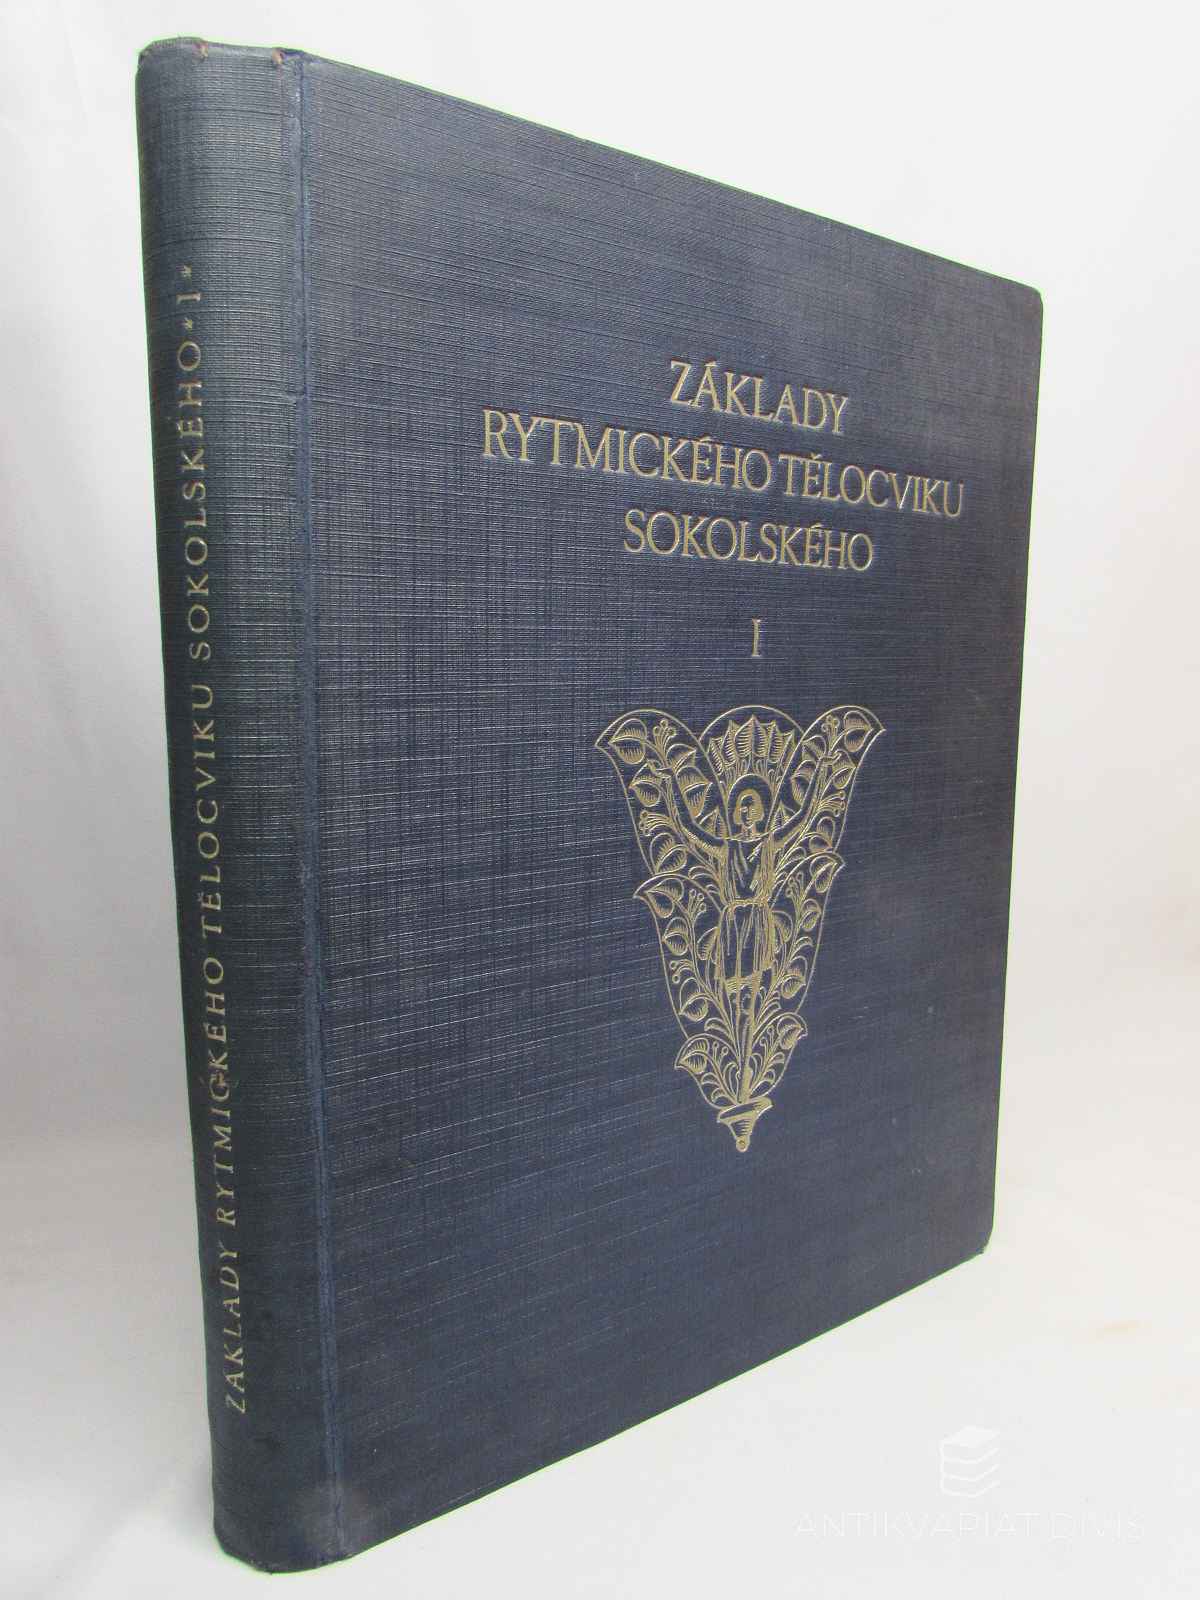 ZÁKLADY
RYTMICKÉHO TĚLOCVIKU
SOKOLSKÉHO
I
ZÁKLADY RYTMICKÉHO TĚLOCVIKU SOKOLSKÉHO * I *
ANTIKVARIAT DIVIŠ